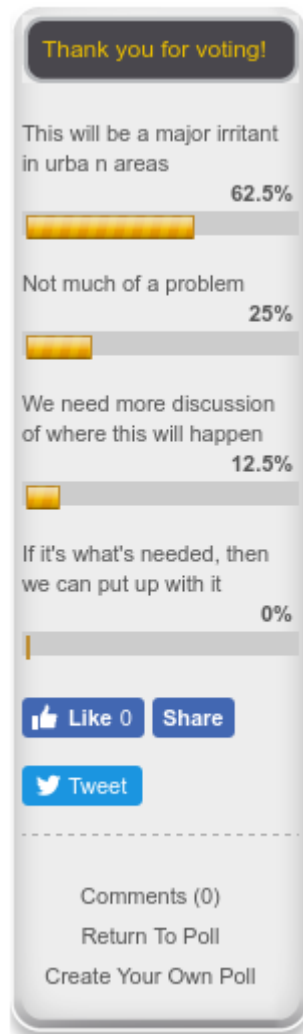 Thank you for voting!
This will be a major irritant
in urba n areas
62.5%
Not much of a problem
25%
We need more discussion
of where this will happen
12.5%
If it's what's needed, then
we can put up with it
0%
Like 0 Share
Tweet
Comments (0)
Return To Poll
Create Your Own Poll